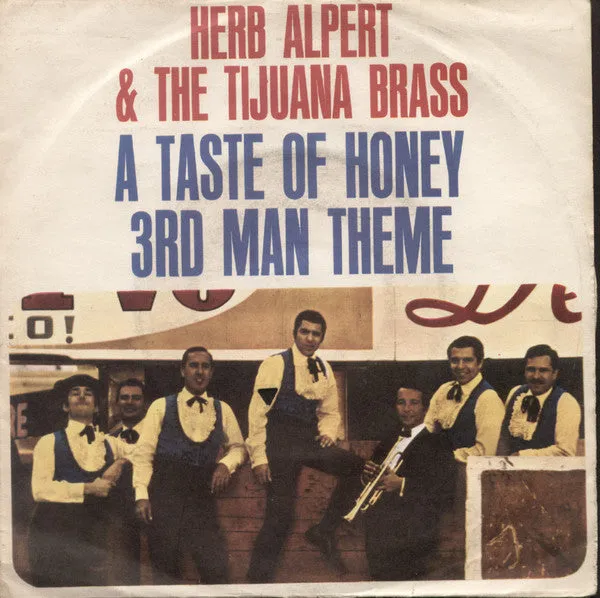 HERB ALPERT
& THE TIJUANA BRASS
A TASTE OF HONEY
3RD MAN THEME
O!